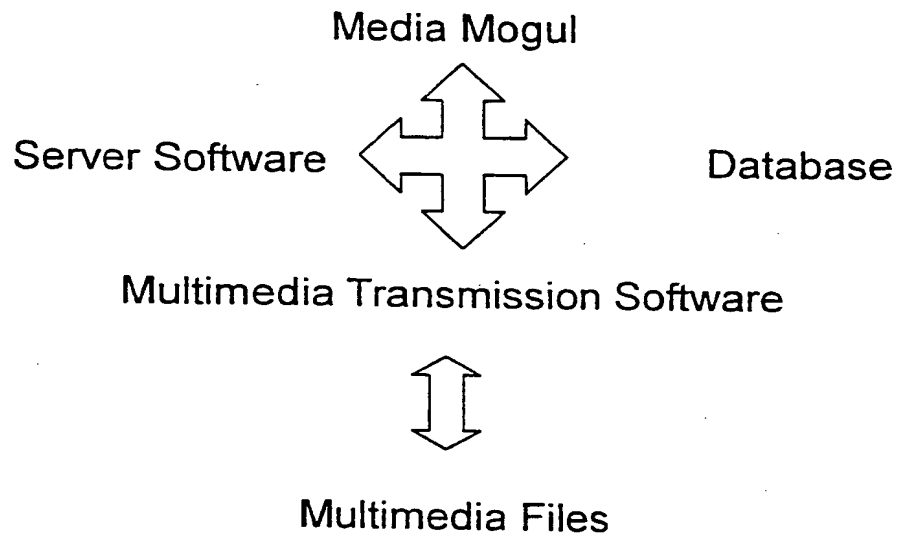 Media Mogul
Server Software
Database
Multimedia Transmission Software
Multimedia Files